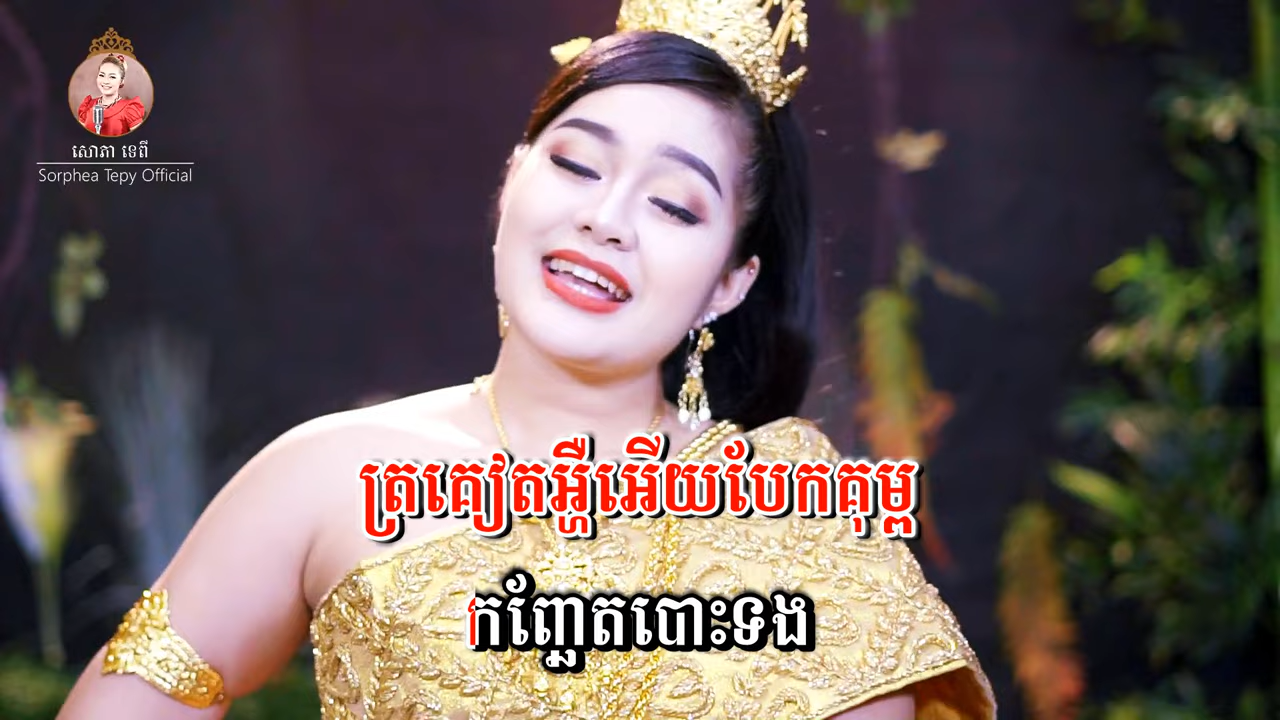 សោភា ទេពី
Sorphea Tepy Official
ត្រគៀតអ្ហឺអើយបែកគុម្ព
កញ្ឆែតបោះទង